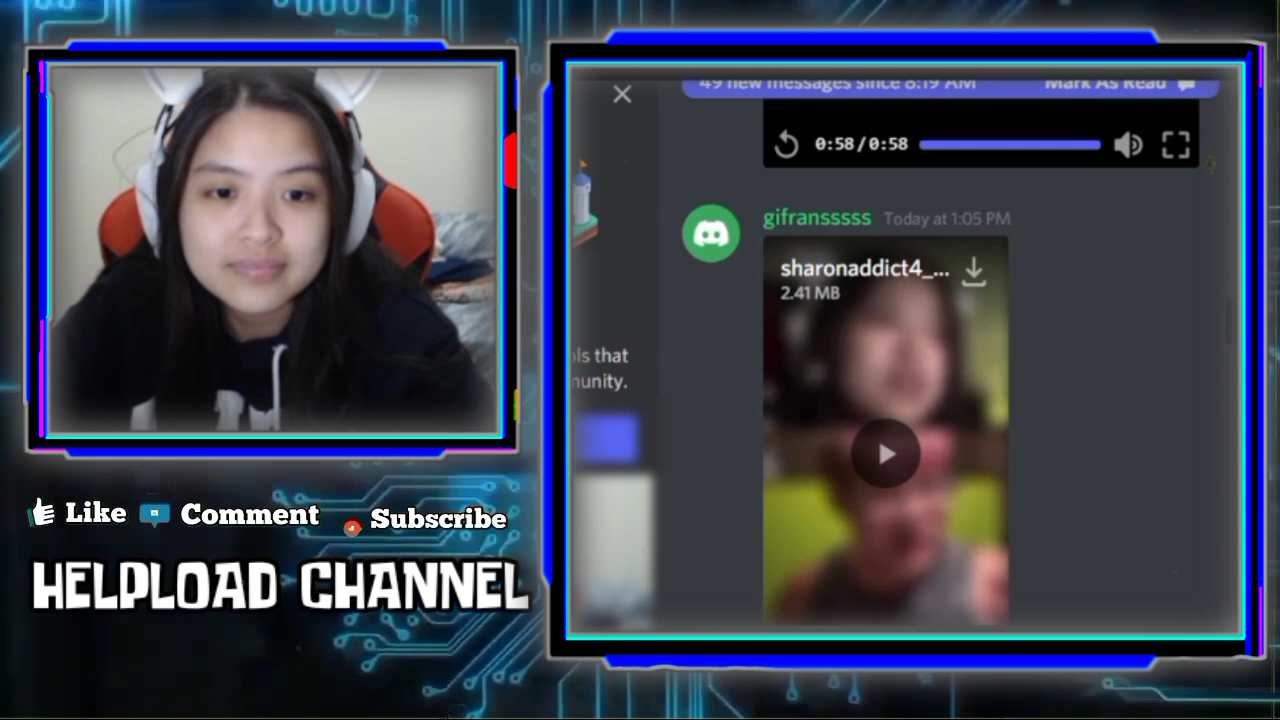 49 new messages since 8:19 AM Mark As Read
0:58/0:58
gifransssss Today at 1:05 PM
sharonaddict4_...
2.41 MB
ols that
nunity.
Like Comment Subscribe
HELPLOAD CHANNEL